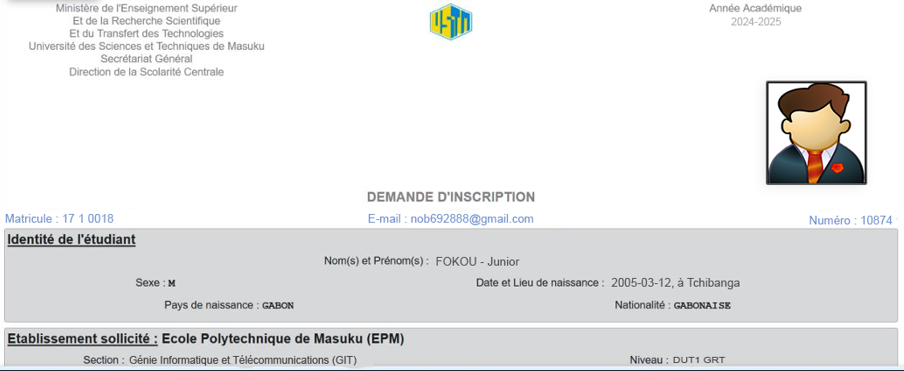 Ministère de l'Enseignement Supérieur
Et de la Recherche Scientifique
Et du Transfert des Technologies
Université des Sciences et Techniques de Masuku
Secrétariat Général
Direction de la Scolarité Centrale
USTM
Année Académique
2024-2025
DEMANDE D'INSCRIPTION
Matricule : 17 1 0018 E-mail : nob692888@gmail.com Numéro : 10874
Identité de l'étudiant
Nom(s) et Prénom(s) : FOKOU - Junior
Sexe : M Date et Lieu de naissance : 2005-03-12, à Tchibanga
Pays de naissance : GABON Nationalité : GABONAISE
Etablissement sollicité : Ecole Polytechnique de Masuku (EPM)
Section : Génie Informatique et Télécommunications (GIT) Niveau : DUT1 GRT